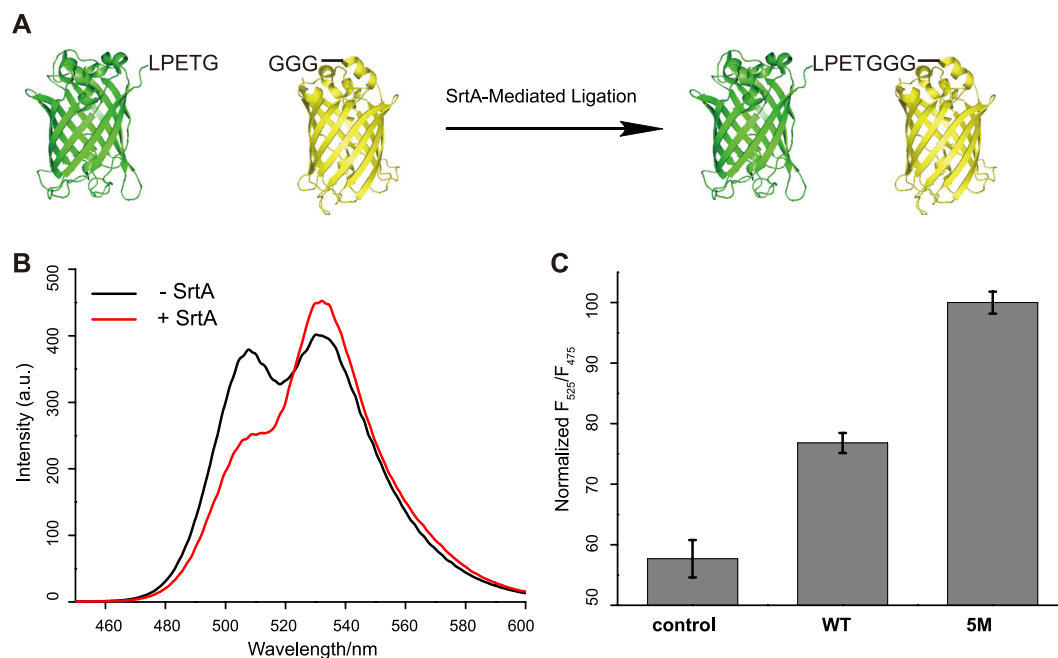 A
LPETG
GGG
SrtA-Mediated Ligation
LPETGGG
B
500
400
300
200
100
0
Intensity (a.u.)
- SrtA
+ SrtA
460 480 500 520 540 560 580 600
Wavelength/nm
C
100
90
80
70
60
50
Normalized F525/F475
control WT 5M